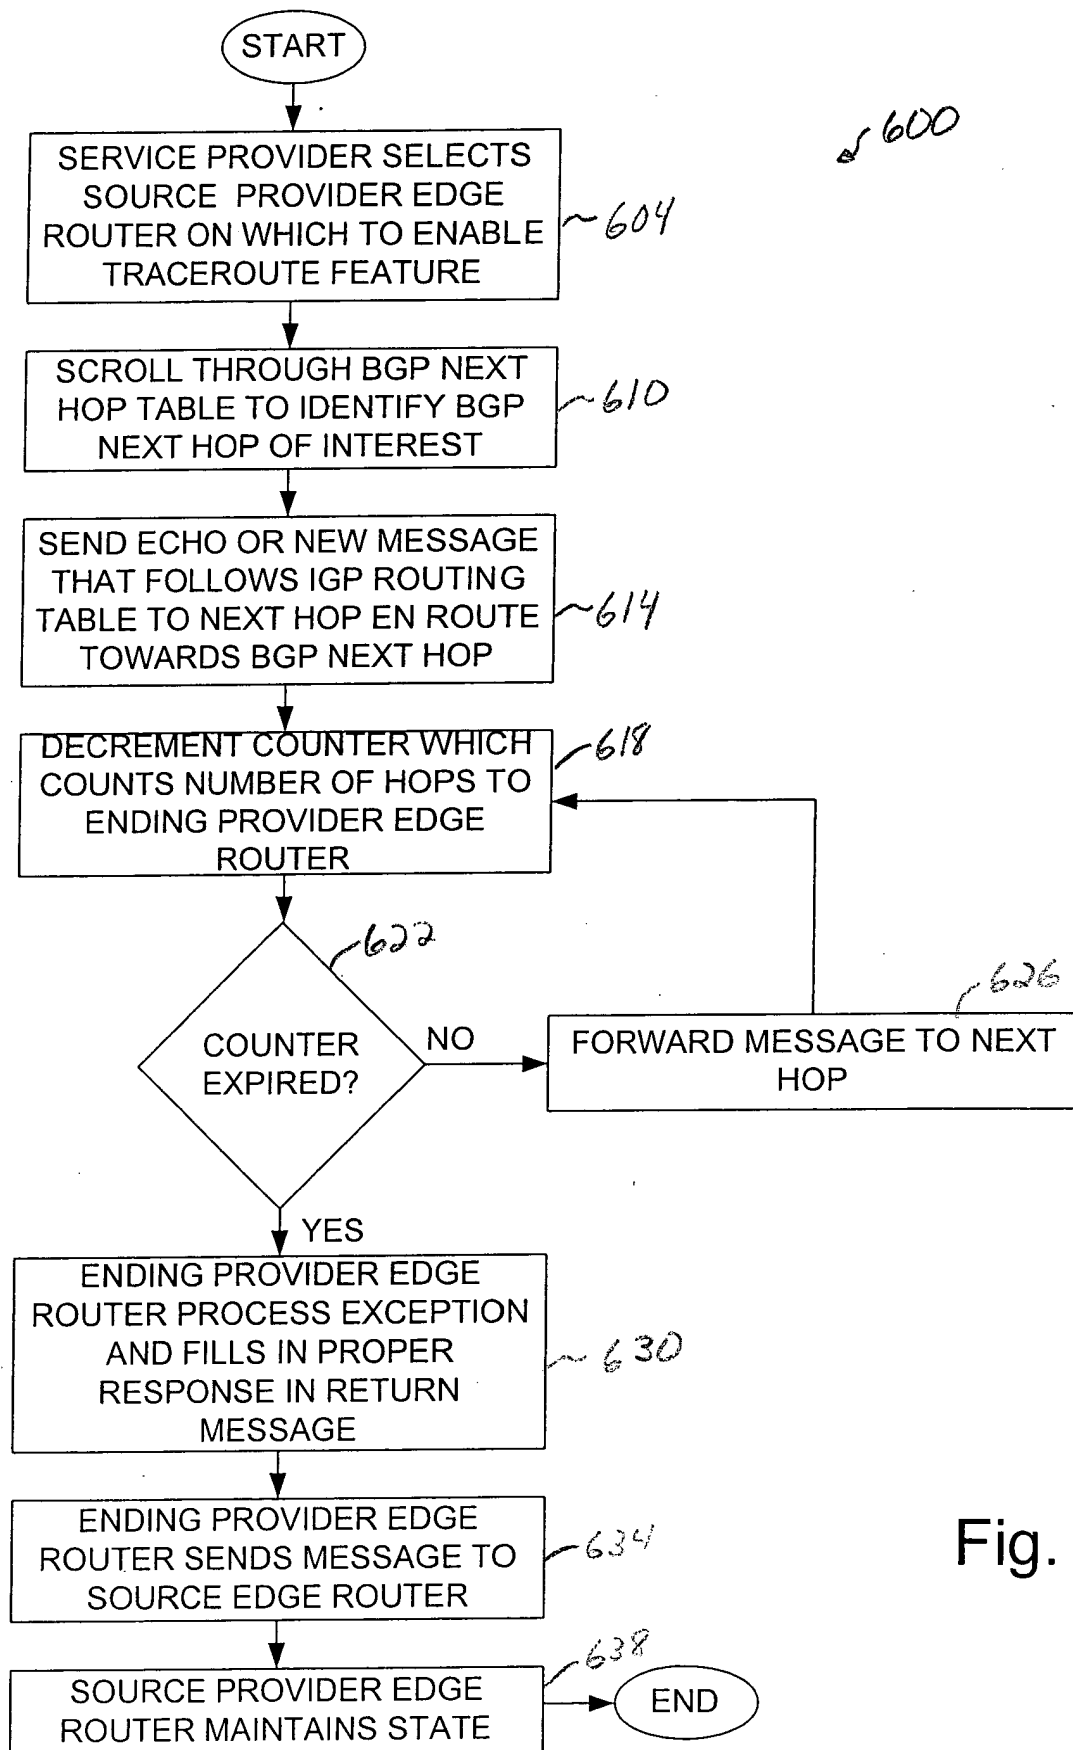 START
600
SERVICE PROVIDER SELECTS
SOURCE PROVIDER EDGE
ROUTER ON WHICH TO ENABLE
TRACEROUTE FEATURE
604
SCROLL THROUGH BGP NEXT
HOP TABLE TO IDENTIFY BGP
NEXT HOP OF INTEREST
610
SEND ECHO OR NEW MESSAGE
THAT FOLLOWS IGP ROUTING
TABLE TO NEXT HOP EN ROUTE
TOWARDS BGP NEXT HOP
614
DECREMENT COUNTER WHICH
COUNTS NUMBER OF HOPS TO
ENDING PROVIDER EDGE
ROUTER
618
622
COUNTER
EXPIRED?
NO
626
FORWARD MESSAGE TO NEXT
HOP
YES
ENDING PROVIDER EDGE
ROUTER PROCESS EXCEPTION
AND FILLS IN PROPER
RESPONSE IN RETURN
MESSAGE
630
ENDING PROVIDER EDGE
ROUTER SENDS MESSAGE TO
SOURCE EDGE ROUTER
634
Fig.
SOURCE PROVIDER EDGE
ROUTER MAINTAINS STATE
638
END